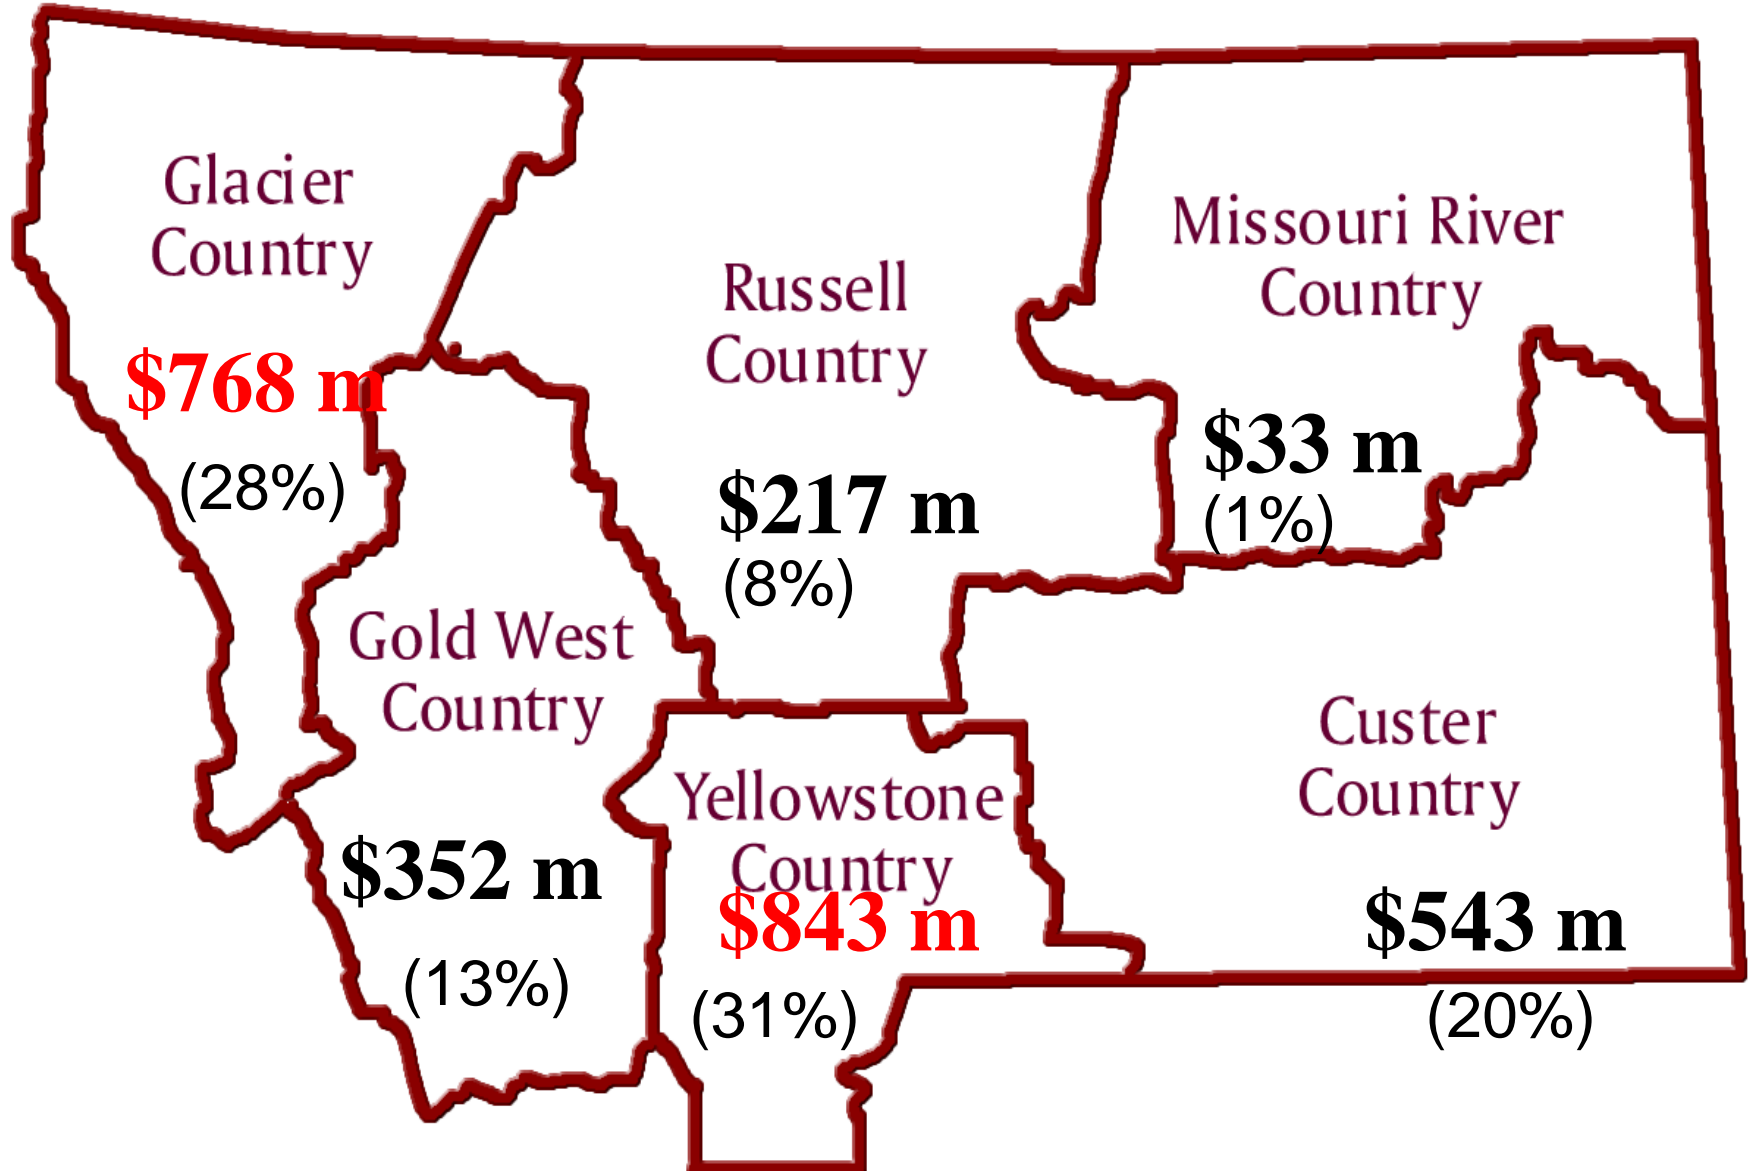 Glacier
Country
$768 m
(28%)
Russell
Country
$217 m
(8%)
Missouri River
Country
$33 m
(1%)
Gold West
Country
$352 m
(13%)
Yellowstone
Country
$843 m
(31%)
Custer
Country
$543 m
(20%)